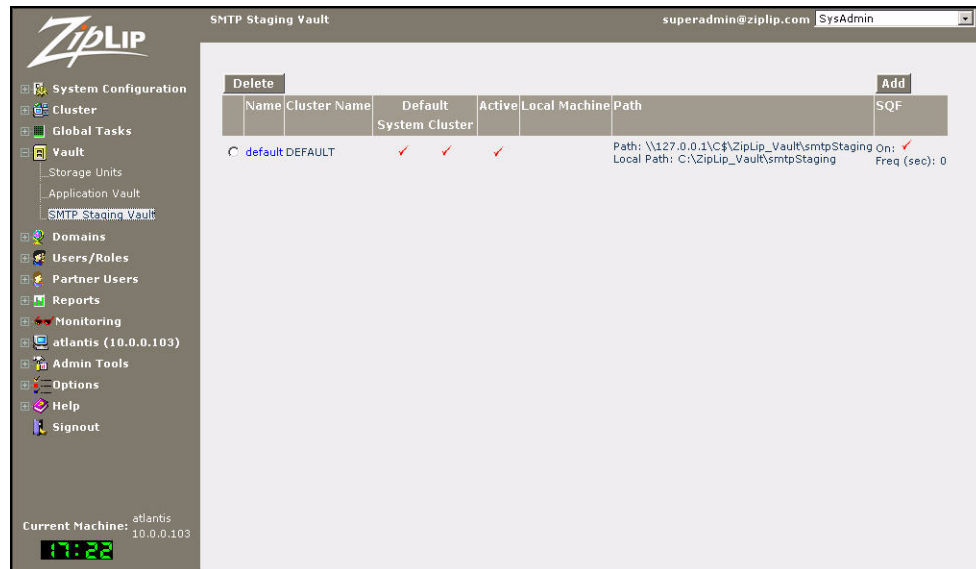 ZIPLIP
SMTP Staging Vault
superadmin@ziplip.com SysAdmin
System Configuration
Cluster
Global Tasks
Vault
Storage Units
Application Vault
SMTP Staging Vault
Domains
Users/Roles
Partner Users
Reports
Monitoring
atlantis (10.0.0.103)
Admin Tools
Options
Help
Signout
Current Machine: atlantis
10.0.0.103
17:22
Delete
Add
Name Cluster Name Default Active Local Machine Path SQF
System Cluster
default DEFAULT Path: \\127.0.0.1\C$\ZipLip_Vault\smtpStaging On:
Local Path: C:\ZipLip_Vault\smtpStaging Freq (sec): 0